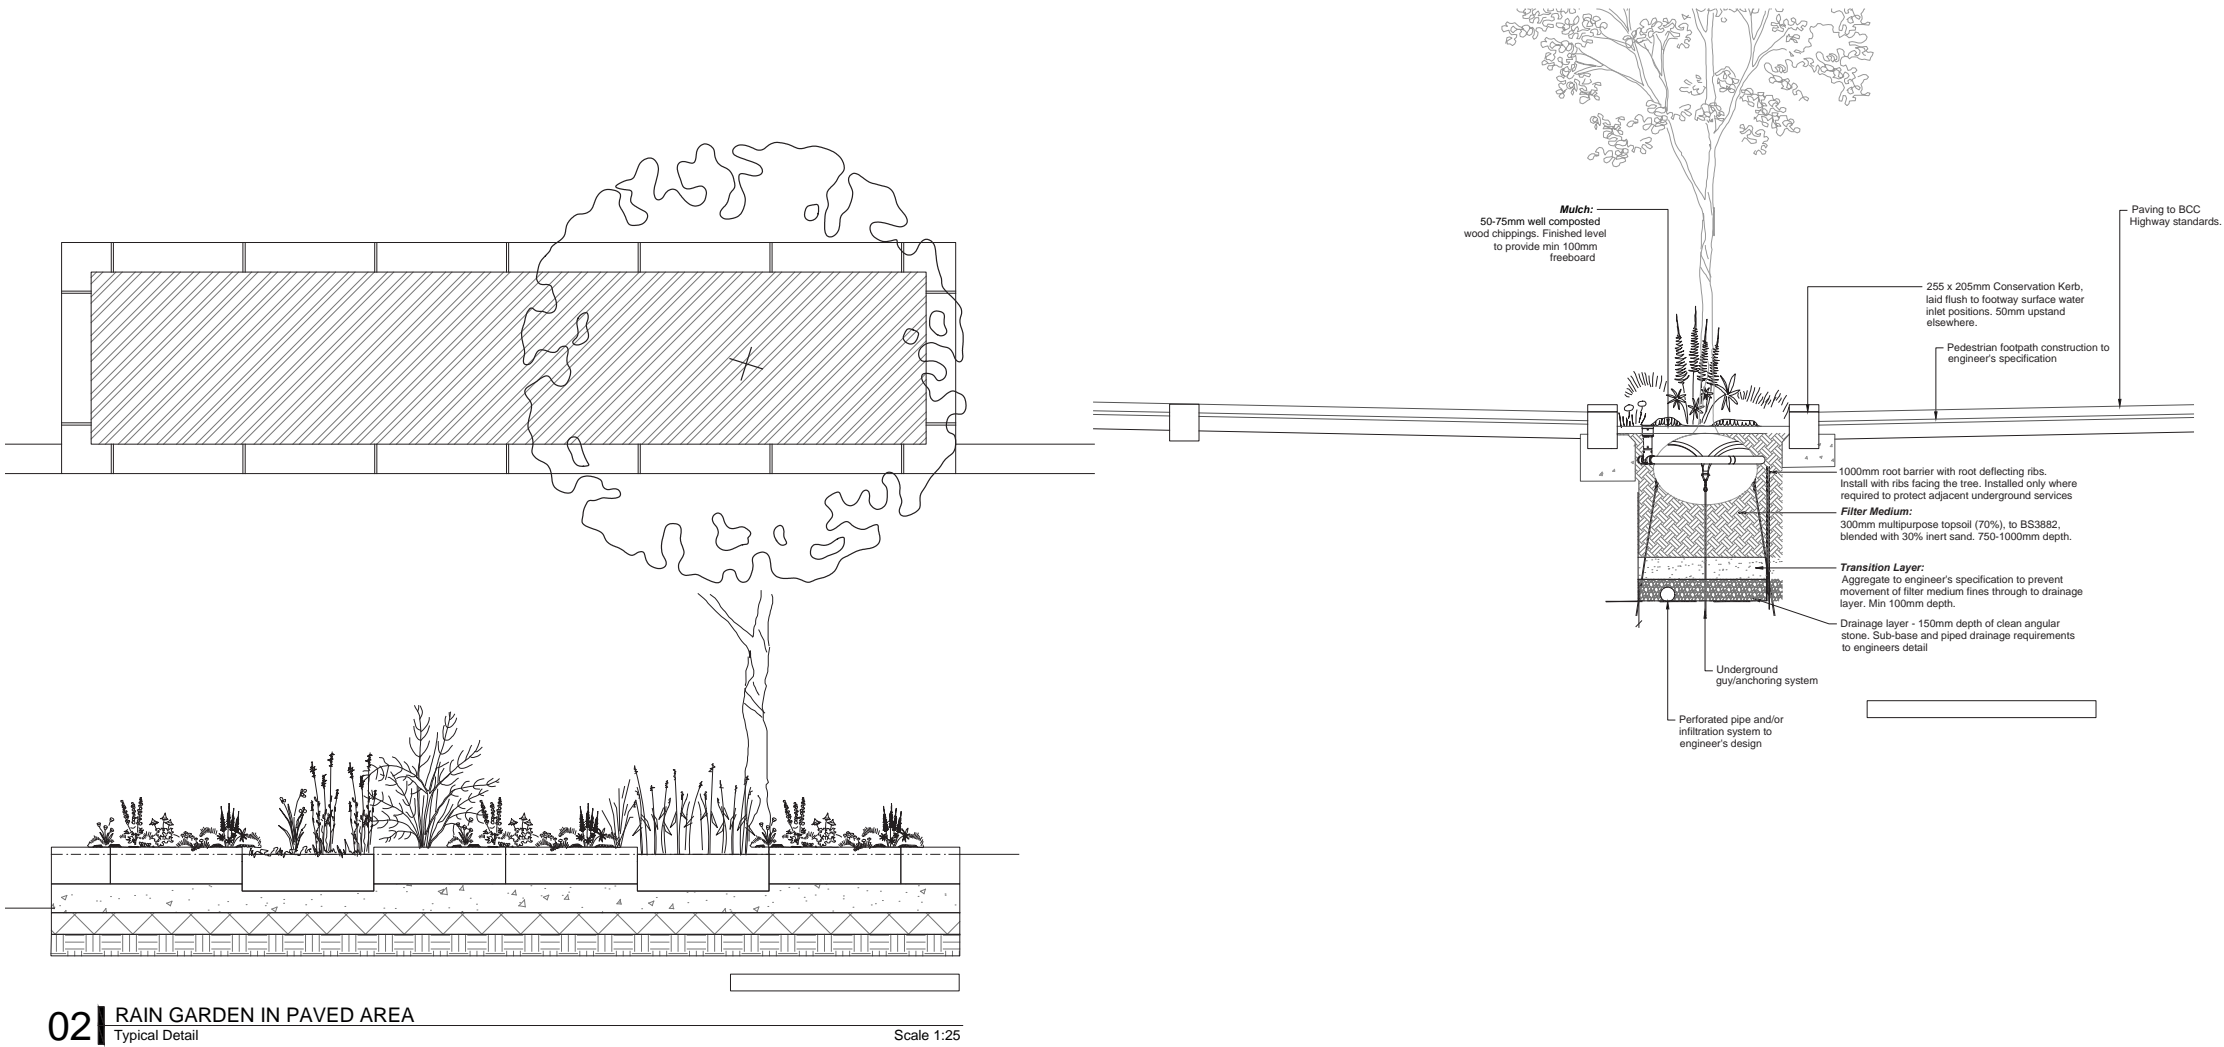 Mulch:
50-75mm well composted
wood chippings. Finished level
to provide min 100mm
freeboard
Paving to BCC
Highway standards.
255 x 205mm Conservation Kerb,
laid flush to footway surface water
inlet positions. 50mm upstand
elsewhere.
Pedestrian footpath construction to
engineer's specification
1000mm root barrier with root deflecting ribs.
Install with ribs facing the tree. Installed only where
required to protect adjacent underground services
Filter Medium:
300mm multipurpose topsoil (70%), to BS3882,
blended with 30% inert sand. 750-1000mm depth.
Transition Layer:
Aggregate to engineer's specification to prevent
movement of filter medium fines through to drainage
layer. Min 100mm depth.
Drainage layer - 150mm depth of clean angular
stone. Sub-base and piped drainage requirements
to engineers detail
Underground
guy/anchoring system
Perforated pipe and/or
infiltration system to
engineer's design
02
RAIN GARDEN IN PAVED AREA
Typical Detail
Scale 1:25